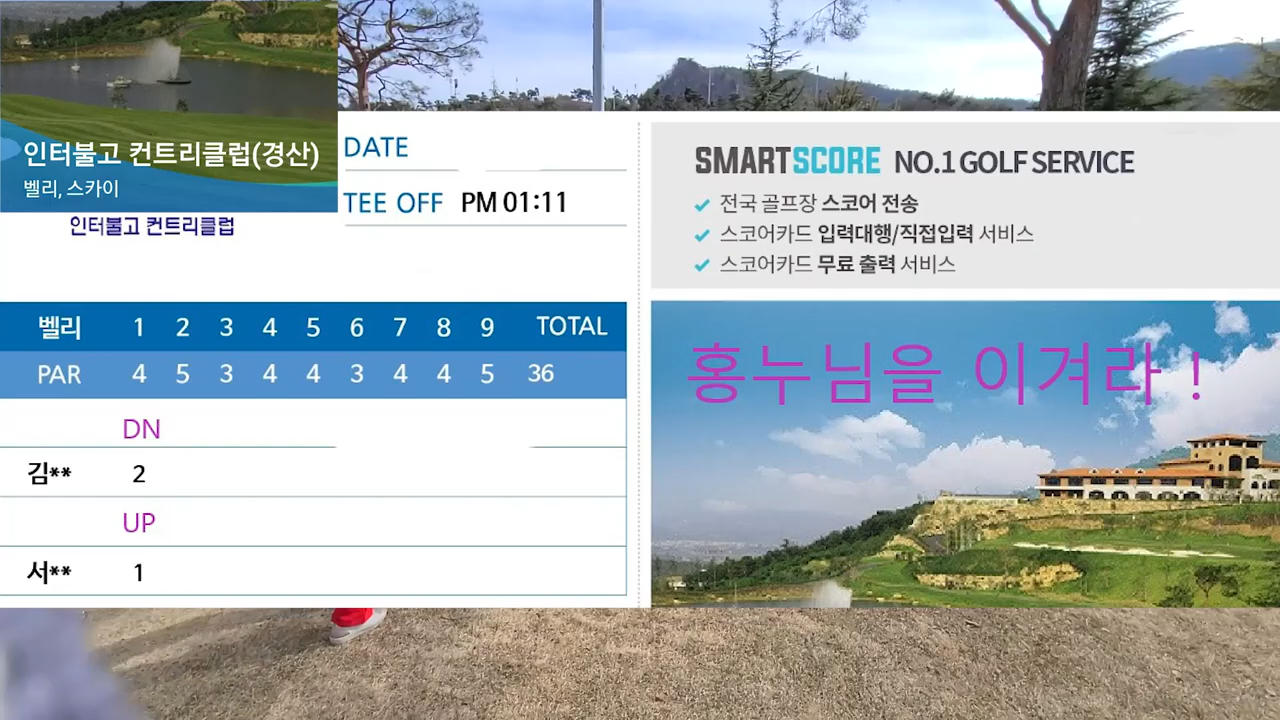 인터불고 컨트리클럽(경산)
벨리, 스카이
인터불고 컨트리클럽
DATE
TEE OFF PM 01:11
SMARTSCORE NO.1 GOLF SERVICE
전국 골프장 스코어 전송
스코어카드 입력대행/직접입력 서비스
스코어카드 무료 출력 서비스
벨리 1 2 3 4 5 6 7 8 9 TOTAL
PAR 4 5 3 4 4 3 4 4 5 36
DN
김** 2
UP
서** 1
홍누님을 이겨라 !